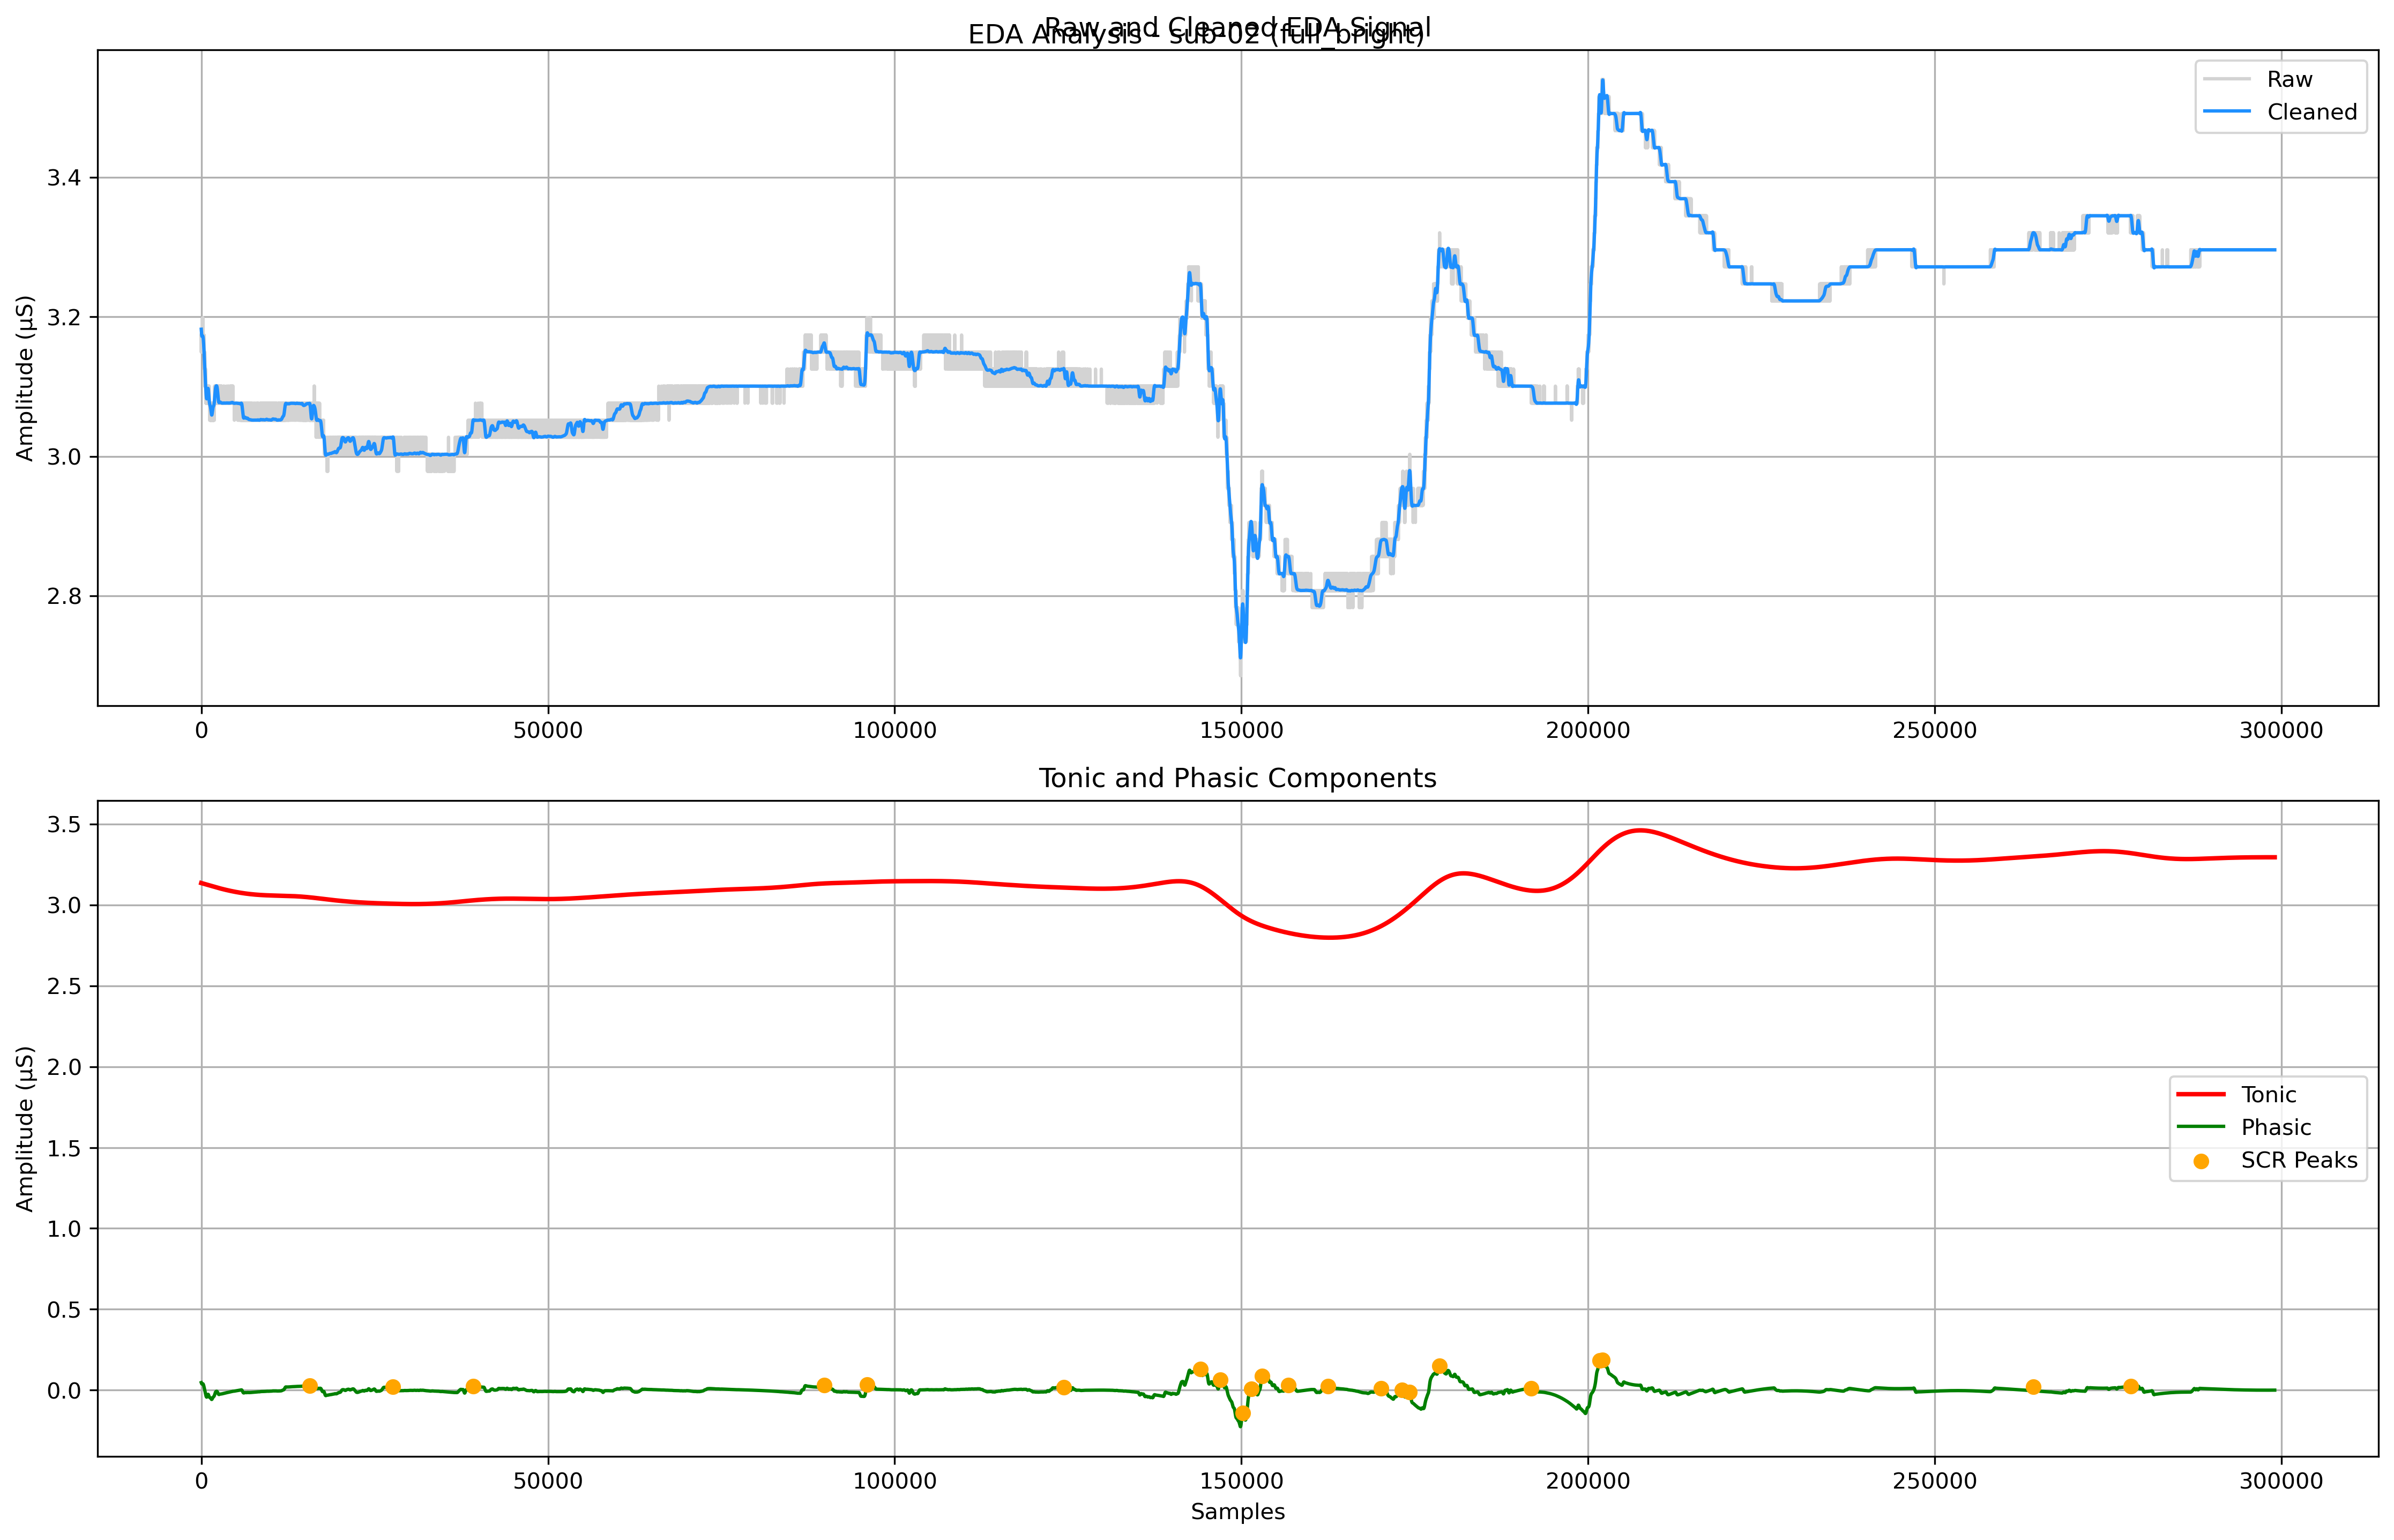 Raw and Cleaned EDA Signal
EDA Analysis - sub-02 (full_bright)
Raw
Cleaned
Amplitude (µS)
3.4
3.2
3.0
2.8
0 50000 100000 150000 200000 250000 300000
Tonic and Phasic Components
Amplitude (µS)
3.5
3.0
2.5
2.0
1.5
1.0
0.5
0.0
Tonic
Phasic
SCR Peaks
0 50000 100000 150000 200000 250000 300000
Samples